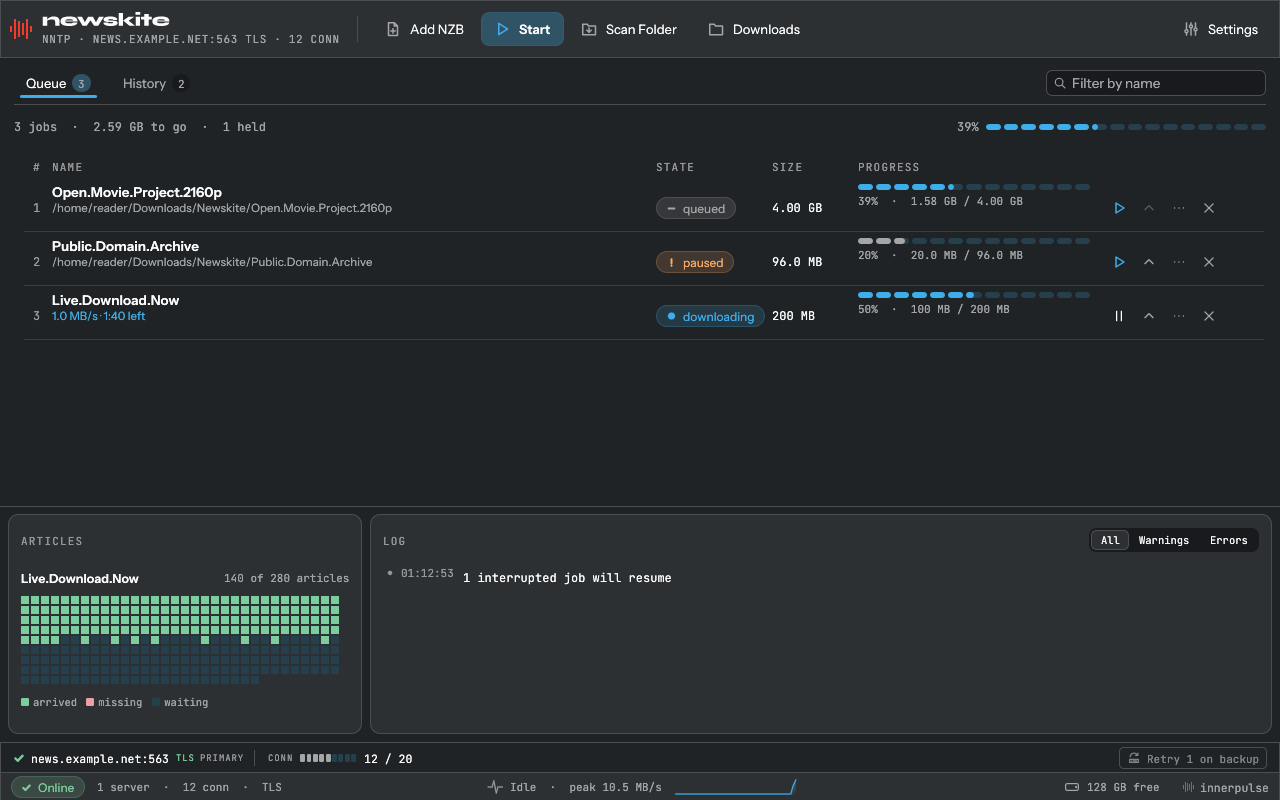 newskite
NNTP · NEWS.EXAMPLE.NET:563 TLS · 12 CONN
Add NZB
Start
Scan Folder
Downloads
Settings
Queue 3
History 2
Filter by name
3 jobs · 2.59 GB to go · 1 held
39%
# NAME STATE SIZE PROGRESS
Open.Movie.Project.2160p
1 /home/reader/Downloads/Newskite/Open.Movie.Project.2160p
queued
4.00 GB
39% · 1.58 GB / 4.00 GB
Public.Domain.Archive
2 /home/reader/Downloads/Newskite/Public.Domain.Archive
! paused
96.0 MB
20% · 20.0 MB / 96.0 MB
Live.Download.Now
3 1.0 MB/s · 1:40 left
downloading
200 MB
50% · 100 MB / 200 MB
ARTICLES
Live.Download.Now 140 of 280 articles
arrived missing waiting
LOG
All Warnings Errors
01:12:53 1 interrupted job will resume
news.example.net:563 TLS PRIMARY CONN 12 / 20
Retry 1 on backup
Online 1 server · 12 conn · TLS
Idle · peak 10.5 MB/s
128 GB free
innerpulse